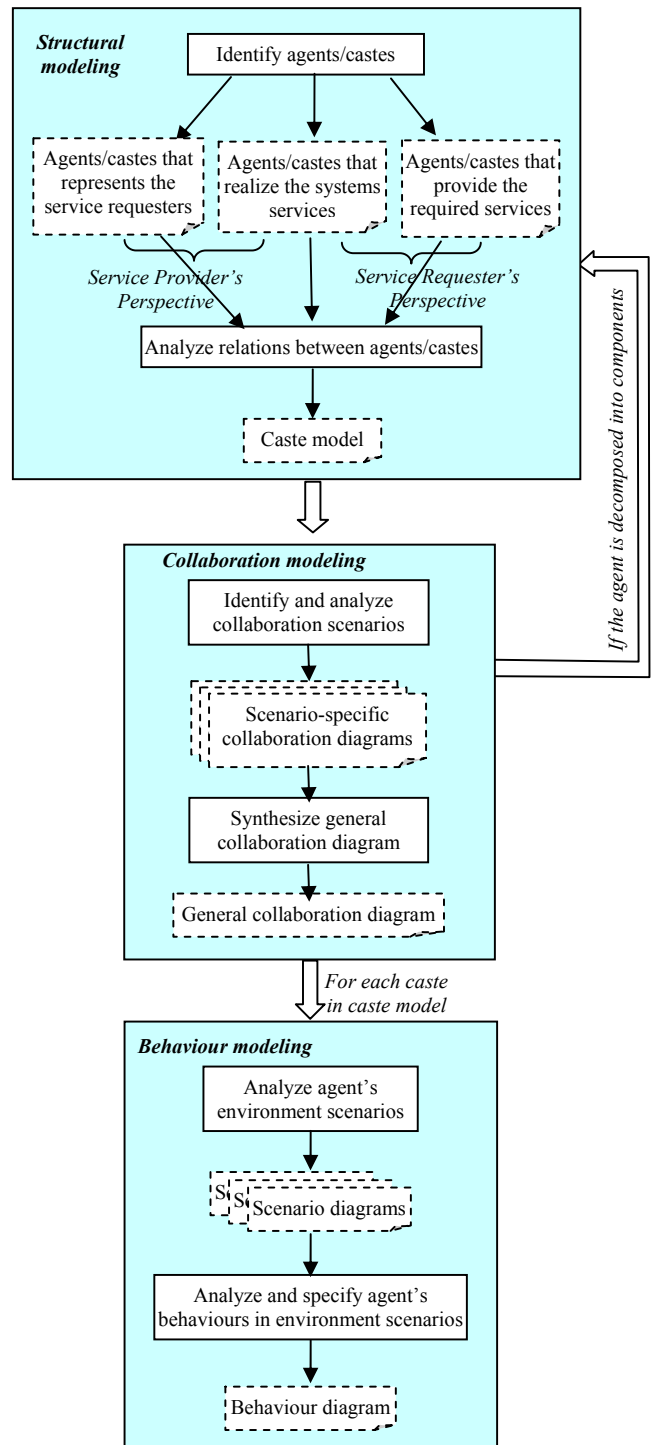 Structural
modeling
Identify agents/castes
Agents/castes that
represents the
service requesters
Agents/castes that
realize the systems
services
Agents/castes that
provide the
required services
Service Provider's
Perspective
Service Requester's
Perspective
Analyze relations between agents/castes
Caste model
If the agent is decomposed into components
Collaboration modeling
Identify and analyze
collaboration scenarios
Scenario-specific
collaboration diagrams
Synthesize general
collaboration diagram
General collaboration diagram
For each caste
in caste model
Behaviour modeling
Analyze agent's
environment scenarios
Scenario diagrams
Analyze and specify agent's
behaviours in environment scenarios
Behaviour diagram